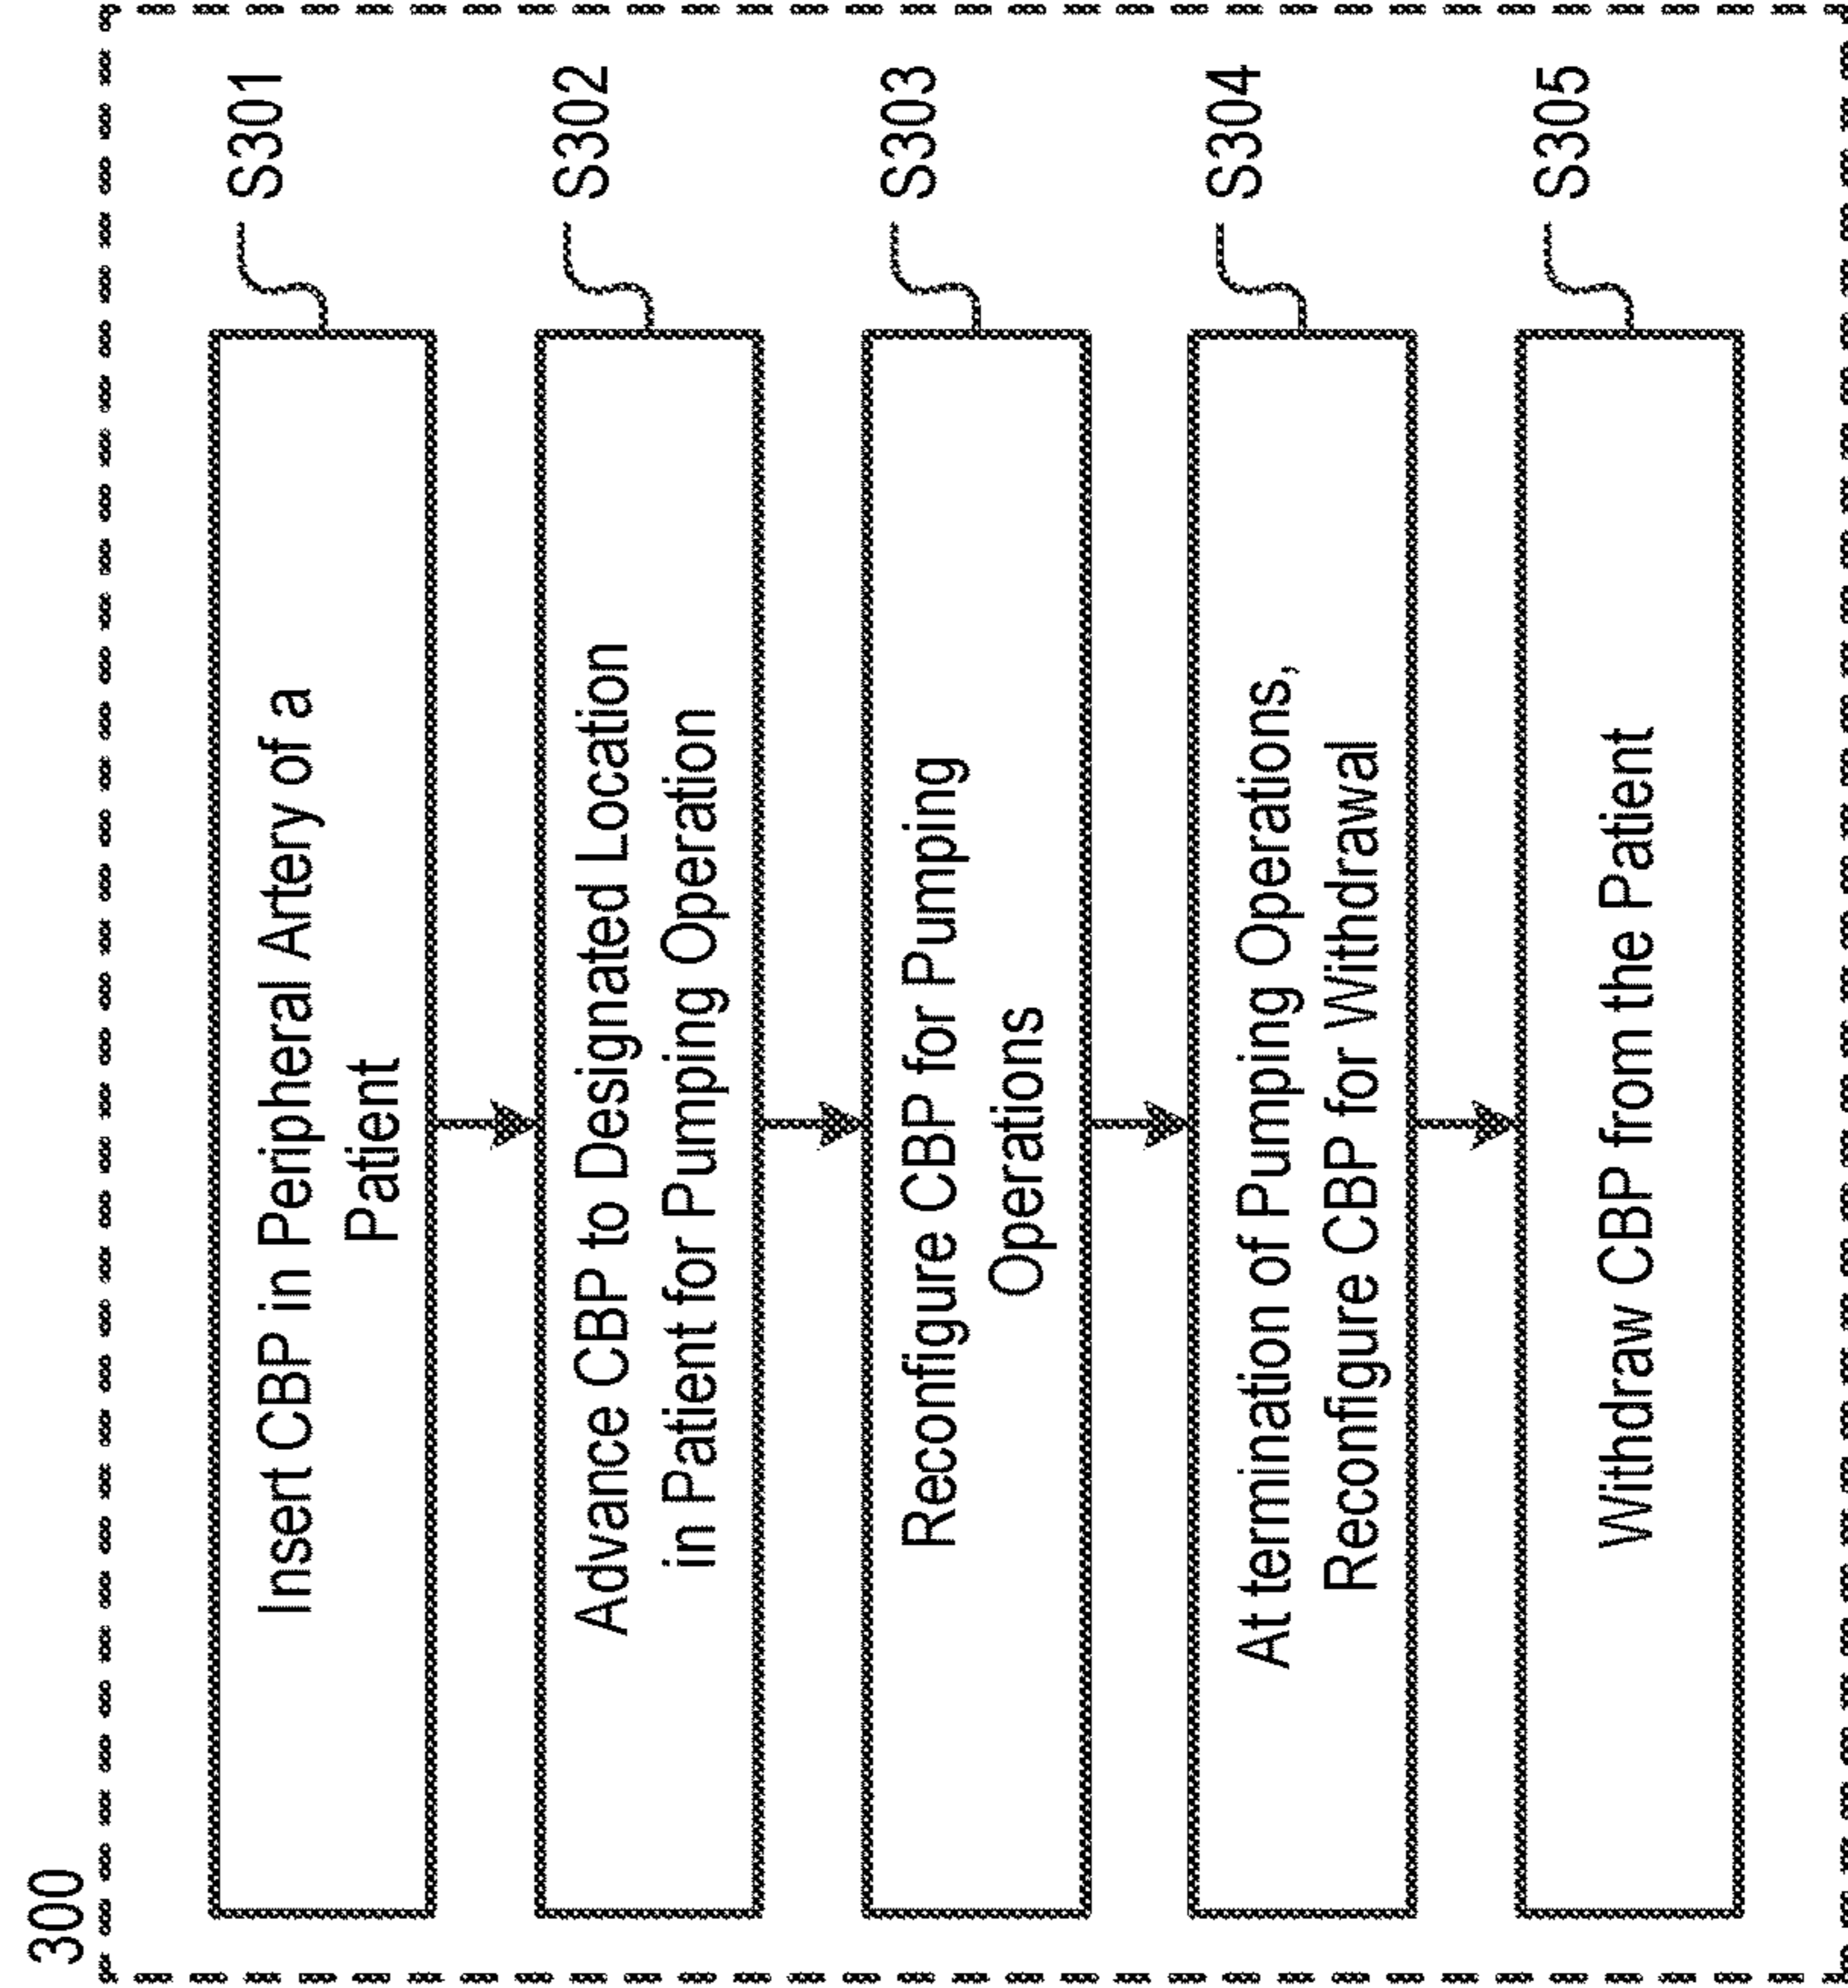 300
Insert CBP in Peripheral Artery of a
Patient
S301
Advance CBP to Designated Location
in Patient for Pumping Operation
S302
Reconfigure CBP for Pumping
Operations
S303
At termination of Pumping Operations,
Reconfigure CBP for Withdrawal
S304
Withdraw CBP from the Patient
S305